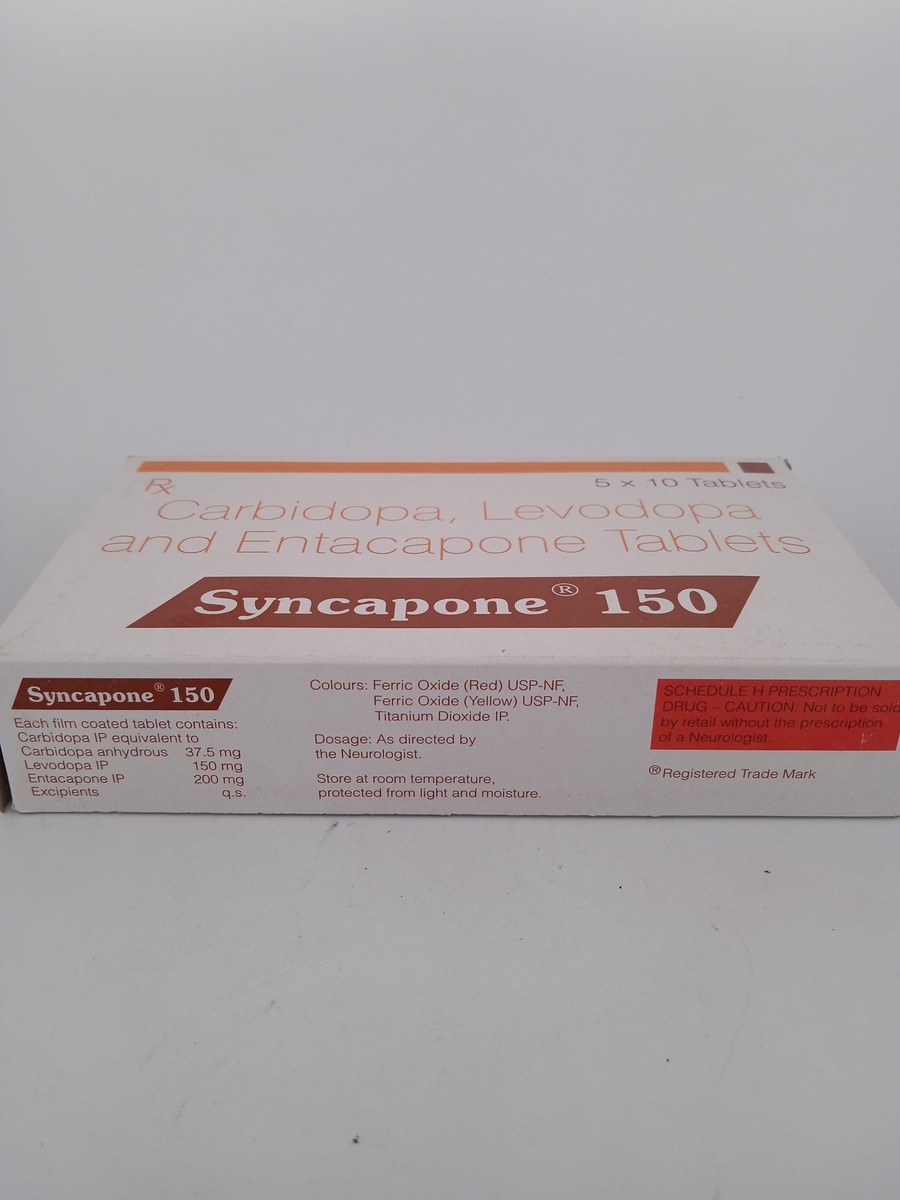 Rx
5 x 10 Tablets
Carbidopa, Levodopa
and Entacapone Tablets
Syncapone® 150
Syncapone® 150
Each film coated tablet contains:
Carbidopa IP equivalent to
Carbidopa anhydrous 37.5 mg
Levodopa IP 150 mg
Entacapone IP 200 mg
Excipients q.s.
Colours: Ferric Oxide (Red) USP-NF,
Ferric Oxide (Yellow) USP-NF,
Titanium Dioxide IP.
Dosage: As directed by
the Neurologist.
Store at room temperature,
protected from light and moisture.
SCHEDULE H PRESCRIPTION
DRUG – CAUTION: Not to be sold
by retail without the prescription
of a Neurologist.
® Registered Trade Mark